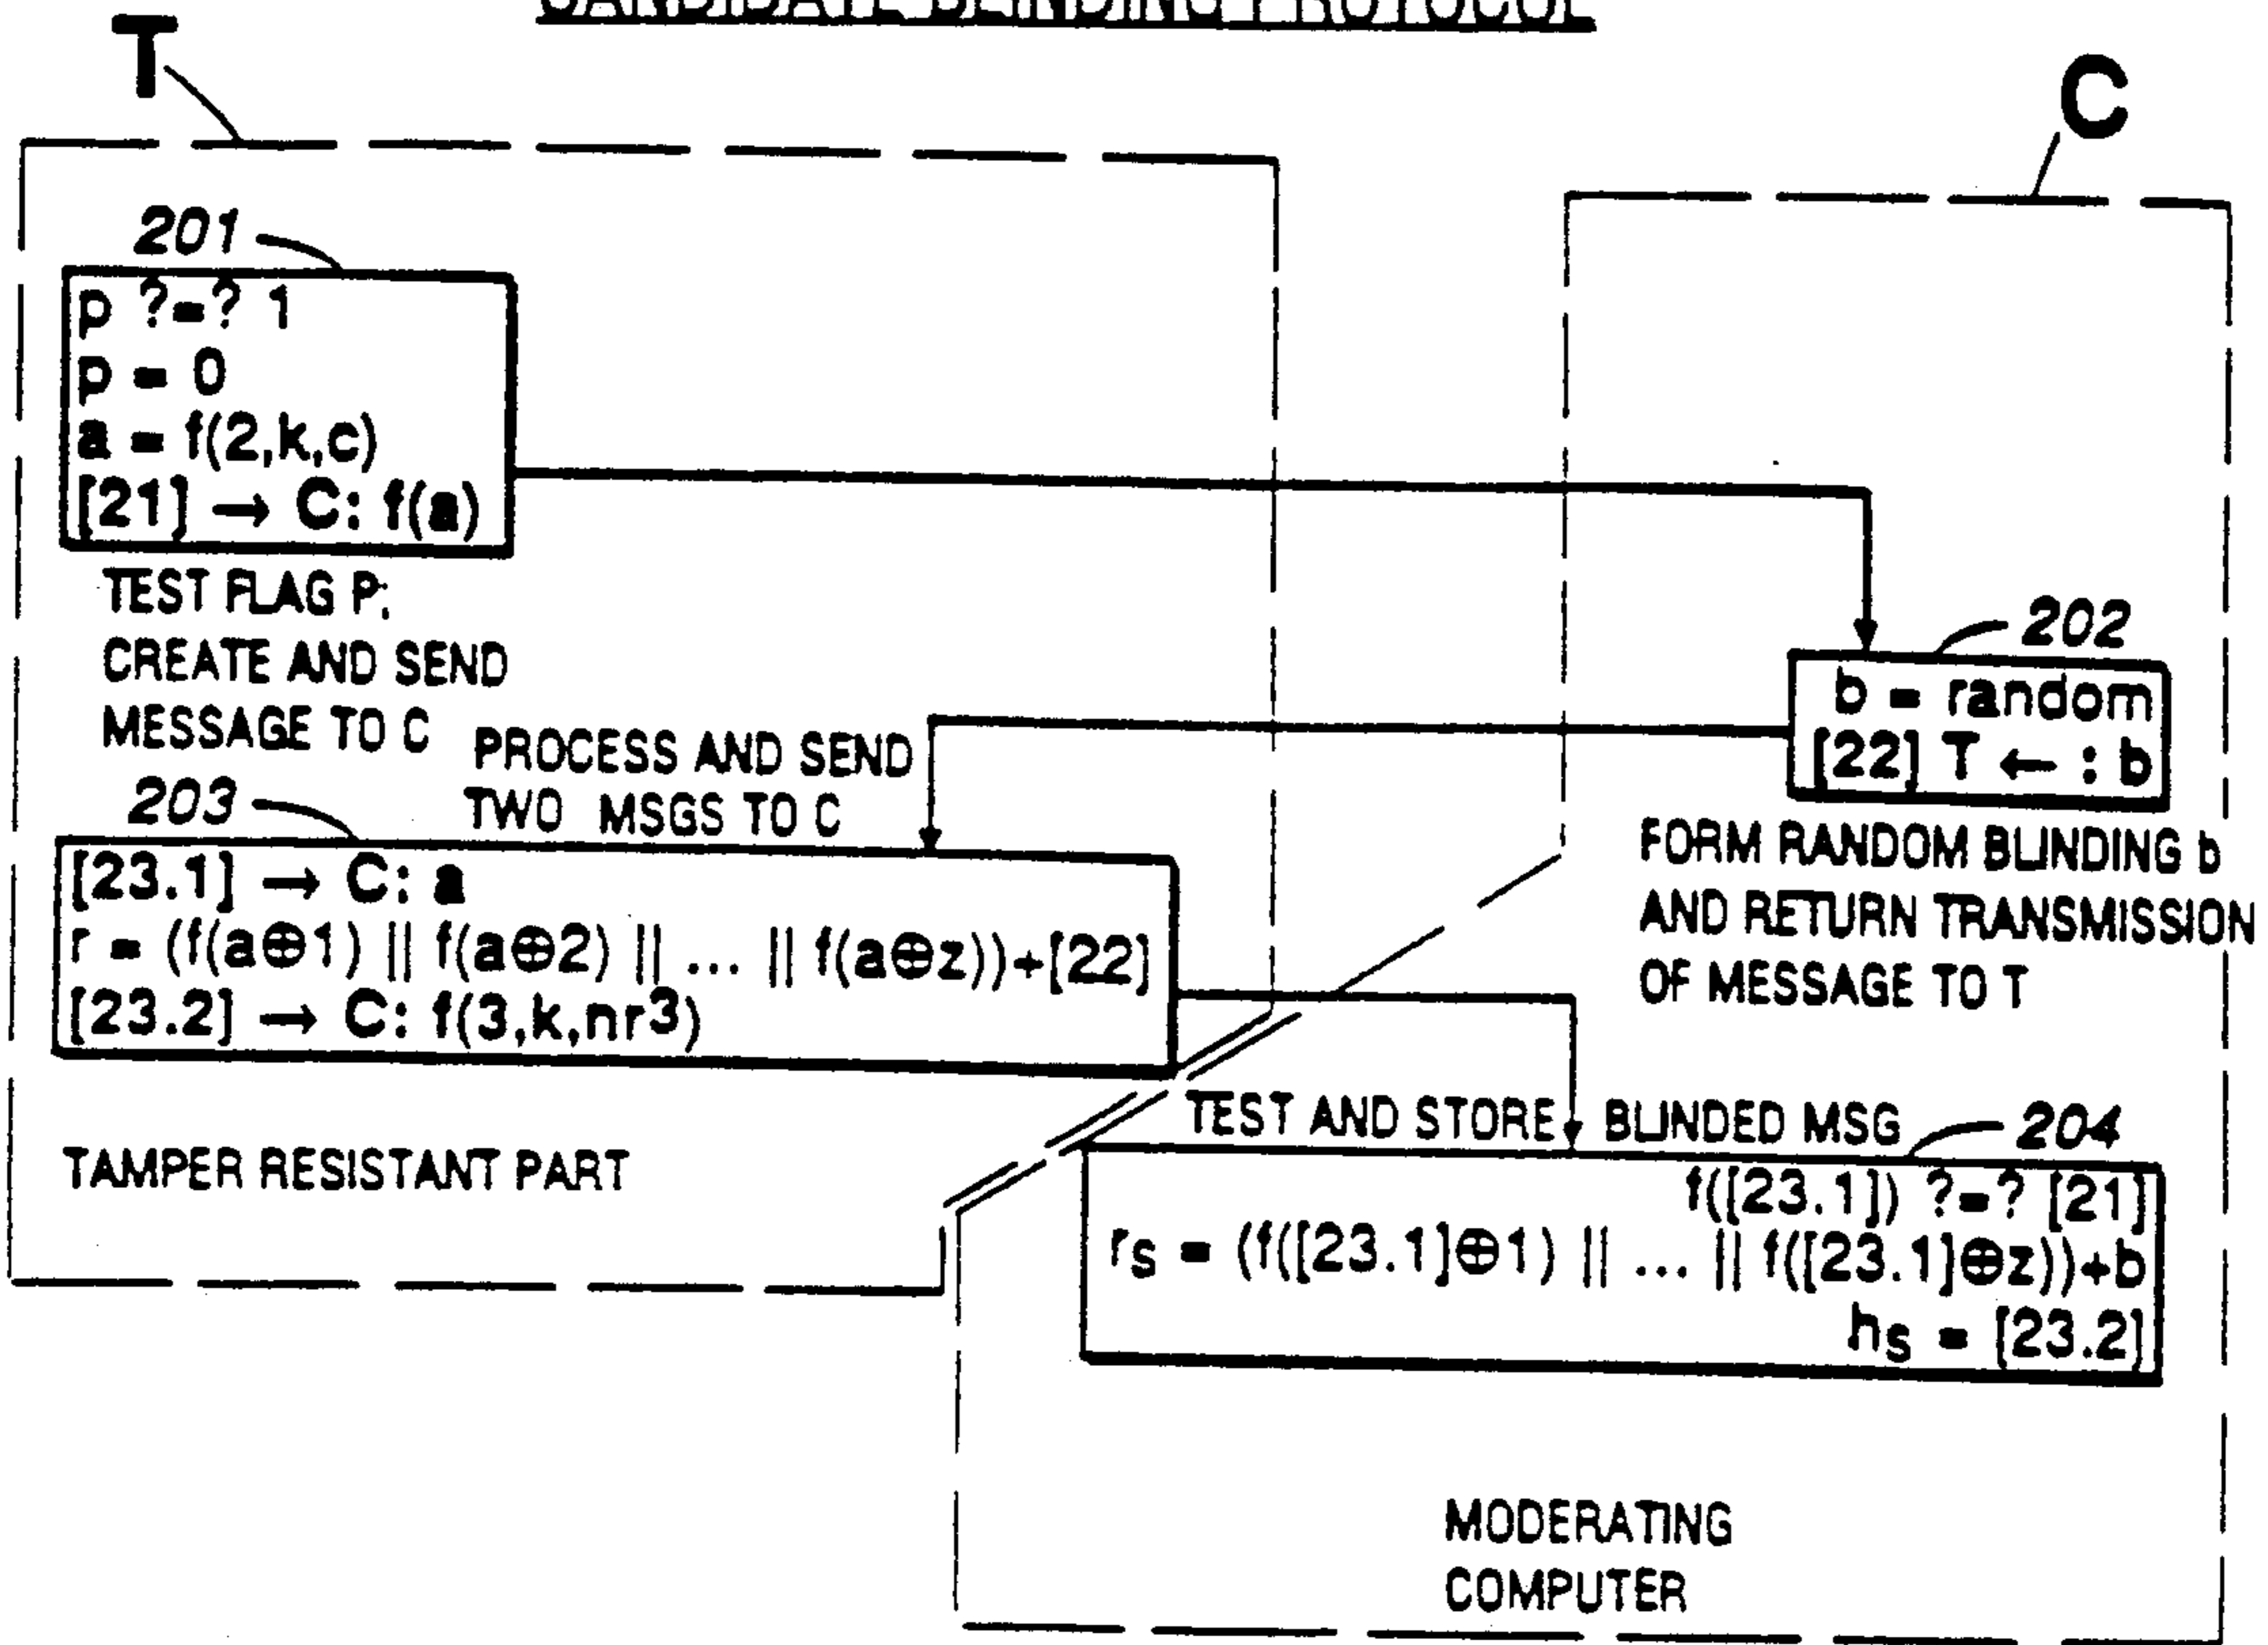 CANDIDATE BLINDING PROTOCOL
T
C
201
p ?=? 1
p = 0
a = f(2,k,c)
[21] → C: f(a)
TEST FLAG P;
CREATE AND SEND
MESSAGE TO C
202
b = random
[22] T ← : b
FORM RANDOM BLINDING b
AND RETURN TRANSMISSION
OF MESSAGE TO T
PROCESS AND SEND
TWO MSGS TO C
203
[23.1] → C: a
r = (f(a⊕1) || f(a⊕2) || ... || f(a⊕z))+[22]
[23.2] → C: f(3,k,nr3)
TAMPER RESISTANT PART
TEST AND STORE BLINDED MSG
204
f([23.1]) ?=? [21]
rs = (f([23.1]⊕1) || ... || f([23.1]⊕z))+b
hs = [23.2]
MODERATING
COMPUTER